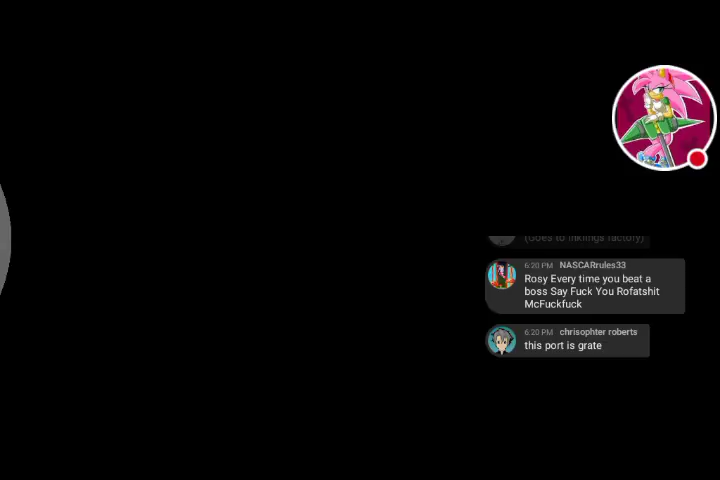 (Goes to Inklings factory)
6:20 PM NASCARrules33
Rosy Every time you beat a
boss Say Fuck You Rofatshit
McFuckfuck
6:20 PM chrisophter roberts
this port is grate